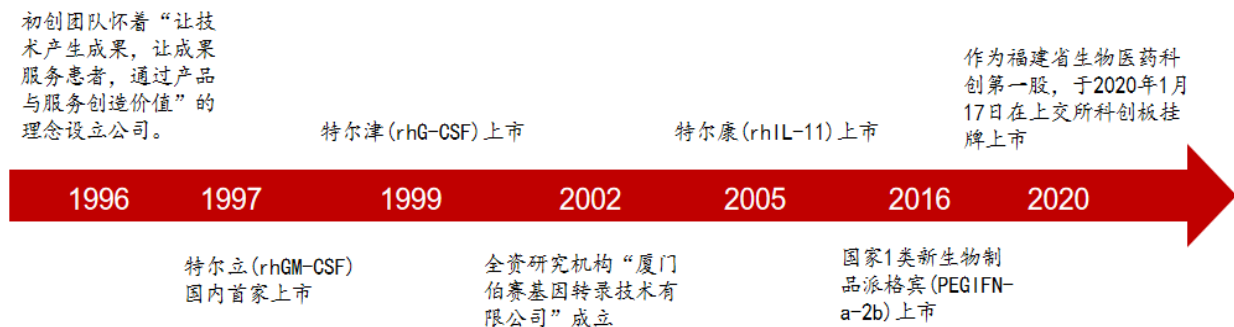 初创团队怀着“让技
术产生成果，让成果
服务患者，通过产品
与服务创造价值”的
理念设立公司。
特尔津(rhG-CSF)上市
特尔康(rhIL-11)上市
作为福建省生物医药科
创第一股，于2020年1月
17日在上交所科创板挂
牌上市
1996
1997
1999
2002
2005
2016
2020
特尔立(rhGM-CSF)
国内首家上市
全资研究机构“厦门
伯赛基因转录技术有
限公司”成立
国家1类新生物制
品派格宾(PEGIFN-
a-2b)上市